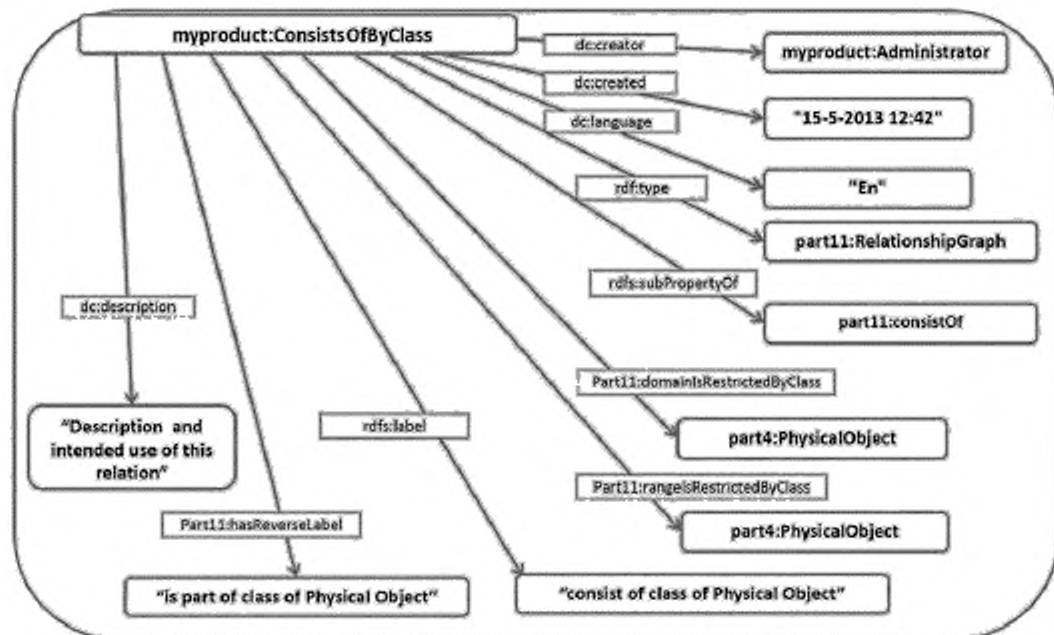 myproduct:ConsistsOfByClass
dc:creator
myproduct:Administrator
dc:created
"15-5-2013 12:42"
dc:language
"En"
rdf:type
part11:RelationshipGraph
rdfs:subPropertyOf
part11:consistOf
dc:description
"Description and
intended use of this
relation"
Part11:domainIsRestrictedByClass
part4:PhysicalObject
rdfs:label
Part11:rangeIsRestrictedByClass
part4:PhysicalObject
Part11:hasReverseLabel
"is part of class of Physical Object"
"consist of class of Physical Object"